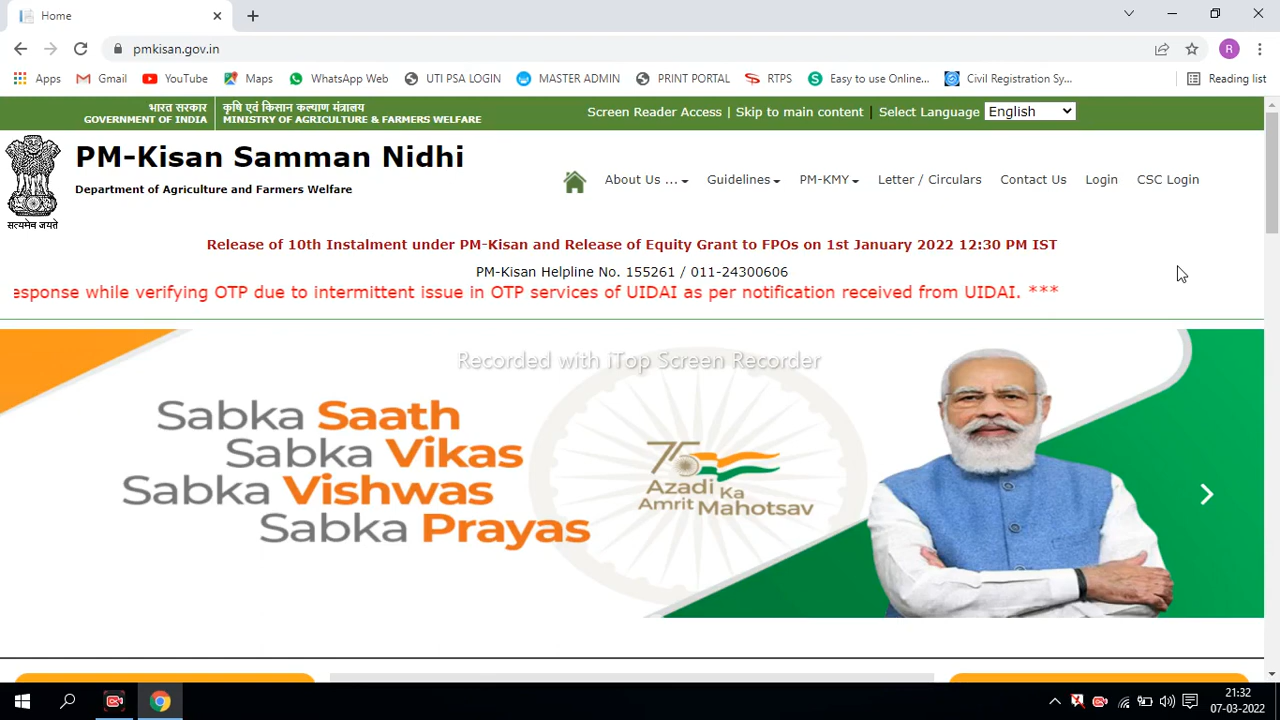 Home
pmkisan.gov.in
R
Apps Gmail YouTube Maps WhatsApp Web UTI PSA LOGIN MASTER ADMIN PRINT PORTAL RTPS Easy to use Online... Civil Registration Sy... Reading list
भारत सरकार कृषि एवं किसान कल्याण मंत्रालय
GOVERNMENT OF INDIA MINISTRY OF AGRICULTURE & FARMERS WELFARE
Screen Reader Access | Skip to main content | Select Language English
PM-Kisan Samman Nidhi
Department of Agriculture and Farmers Welfare
सत्यमेव जयते
About Us ... Guidelines PM-KMY Letter / Circulars Contact Us Login CSC Login
Release of 10th Instalment under PM-Kisan and Release of Equity Grant to FPOs on 1st January 2022 12:30 PM IST
PM-Kisan Helpline No. 155261 / 011-24300606
esponse while verifying OTP due to intermittent issue in OTP services of UIDAI as per notification received from UIDAI. ***
Recorded with iTop Screen Recorder
Sabka Saath
Sabka Vikas
Sabka Vishwas
Sabka Prayas
75
Azadi Ka
Amrit Mahotsav
21:32
07-03-2022